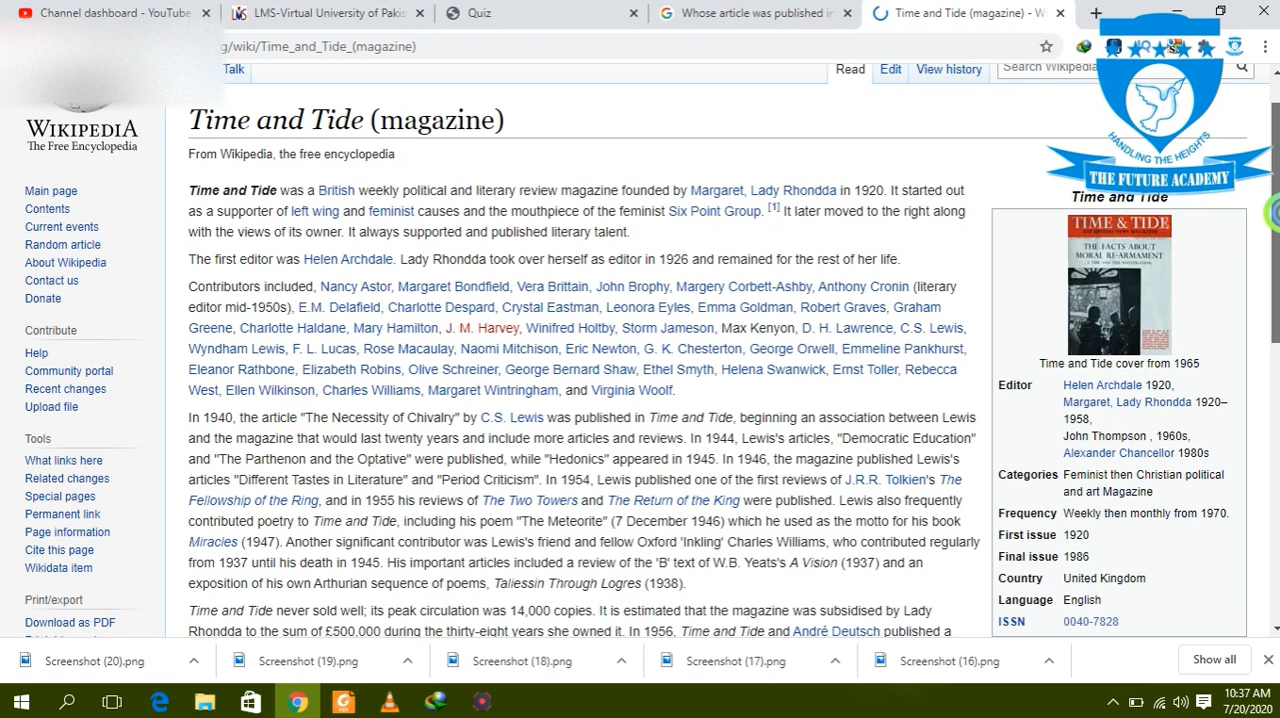 Channel dashboard - YouTube
LMS-Virtual University of Pakis
Quiz
Whose article was published in
Time and Tide (magazine) - Wi
g/wiki/Time_and_Tide_(magazine)
Talk
Read
Edit
View history
Search Wikipedia
HANDLING THE HEIGHTS
THE FUTURE ACADEMY
WIKIPEDIA
The Free Encyclopedia
Main page
Contents
Current events
Random article
About Wikipedia
Contact us
Donate
Contribute
Help
Community portal
Recent changes
Upload file
Tools
What links here
Related changes
Special pages
Permanent link
Page information
Cite this page
Wikidata item
Print/export
Download as PDF
Time and Tide (magazine)
From Wikipedia, the free encyclopedia
Time and Tide was a British weekly political and literary review magazine founded by Margaret, Lady Rhondda in 1920. It started out
as a supporter of left wing and feminist causes and the mouthpiece of the feminist Six Point Group. [1] It later moved to the right along
with the views of its owner. It always supported and published literary talent.
The first editor was Helen Archdale. Lady Rhondda took over herself as editor in 1926 and remained for the rest of her life.
Contributors included, Nancy Astor, Margaret Bondfield, Vera Brittain, John Brophy, Margery Corbett-Ashby, Anthony Cronin (literary
editor mid-1950s), E.M. Delafield, Charlotte Despard, Crystal Eastman, Leonora Eyles, Emma Goldman, Robert Graves, Graham
Greene, Charlotte Haldane, Mary Hamilton, J. M. Harvey, Winifred Holtby, Storm Jameson, Max Kenyon, D. H. Lawrence, C.S. Lewis,
Wyndham Lewis, F. L. Lucas, Rose Macaulay, Naomi Mitchison, Eric Newton, G. K. Chesterton, George Orwell, Emmeline Pankhurst,
Eleanor Rathbone, Elizabeth Robins, Olive Schreiner, George Bernard Shaw, Ethel Smyth, Helena Swanwick, Ernst Toller, Rebecca
West, Ellen Wilkinson, Charles Williams, Margaret Wintringham, and Virginia Woolf.
In 1940, the article "The Necessity of Chivalry" by C.S. Lewis was published in Time and Tide, beginning an association between Lewis
and the magazine that would last twenty years and include more articles and reviews. In 1944, Lewis's articles, "Democratic Education"
and "The Parthenon and the Optative" were published, while "Hedonics" appeared in 1945. In 1946, the magazine published Lewis's
articles "Different Tastes in Literature" and "Period Criticism". In 1954, Lewis published one of the first reviews of J.R.R. Tolkien's The
Fellowship of the Ring, and in 1955 his reviews of The Two Towers and The Return of the King were published. Lewis also frequently
contributed poetry to Time and Tide, including his poem "The Meteorite" (7 December 1946) which he used as the motto for his book
Miracles (1947). Another significant contributor was Lewis's friend and fellow Oxford 'Inkling' Charles Williams, who contributed regularly
from 1937 until his death in 1945. His important articles included a review of the 'B' text of W.B. Yeats's A Vision (1937) and an
exposition of his own Arthurian sequence of poems, Taliessin Through Logres (1938).
Time and Tide never sold well; its peak circulation was 14,000 copies. It is estimated that the magazine was subsidised by Lady
Rhondda to the sum of £500,000 during the thirty-eight years she owned it. In 1956, Time and Tide and André Deutsch published a
Time and Tide
TIME & TIDE
THE FACTS ABOUT
MORAL RE-ARMAMENT
Time and Tide cover from 1965
Editor Helen Archdale 1920,
Margaret, Lady Rhondda 1920–
1958,
John Thompson , 1960s,
Alexander Chancellor 1980s
Categories Feminist then Christian political
and art Magazine
Frequency Weekly then monthly from 1970.
First issue 1920
Final issue 1986
Country United Kingdom
Language English
ISSN 0040-7828
Screenshot (20).png
Screenshot (19).png
Screenshot (18).png
Screenshot (17).png
Screenshot (16).png
Show all
10:37 AM
7/20/2020